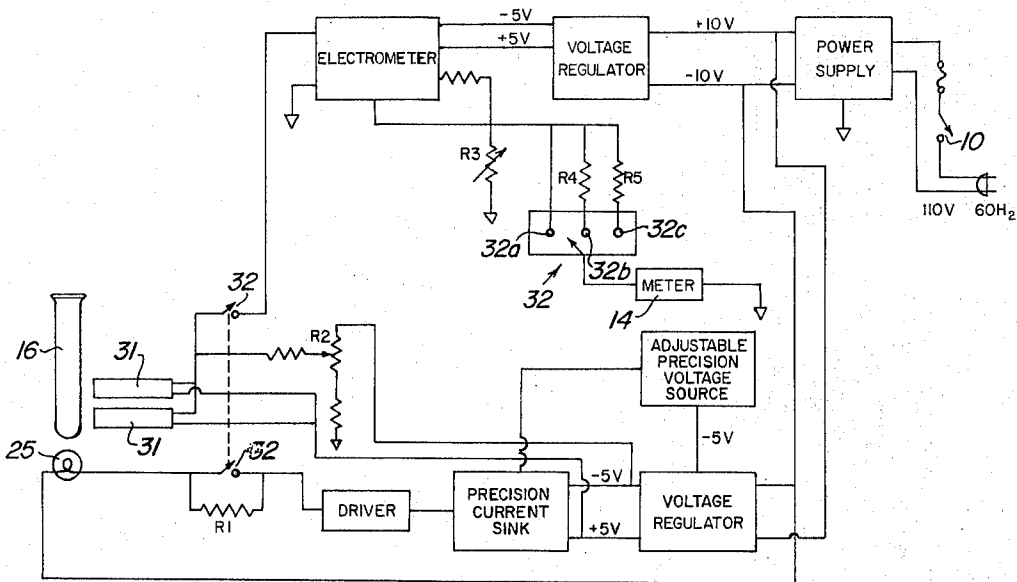 -5V
+10V
ELECTROMETER
+5V
VOLTAGE
REGULATOR
-10V
POWER
SUPPLY
10
R3
R4
R5
110V 60H2
32a
32b
32c
32
METER
14
32
16
31
R2
ADJUSTABLE
PRECISION
VOLTAGE
SOURCE
31
-5V
25
32
R1
DRIVER
PRECISION
CURRENT
SINK
-5V
+5V
VOLTAGE
REGULATOR